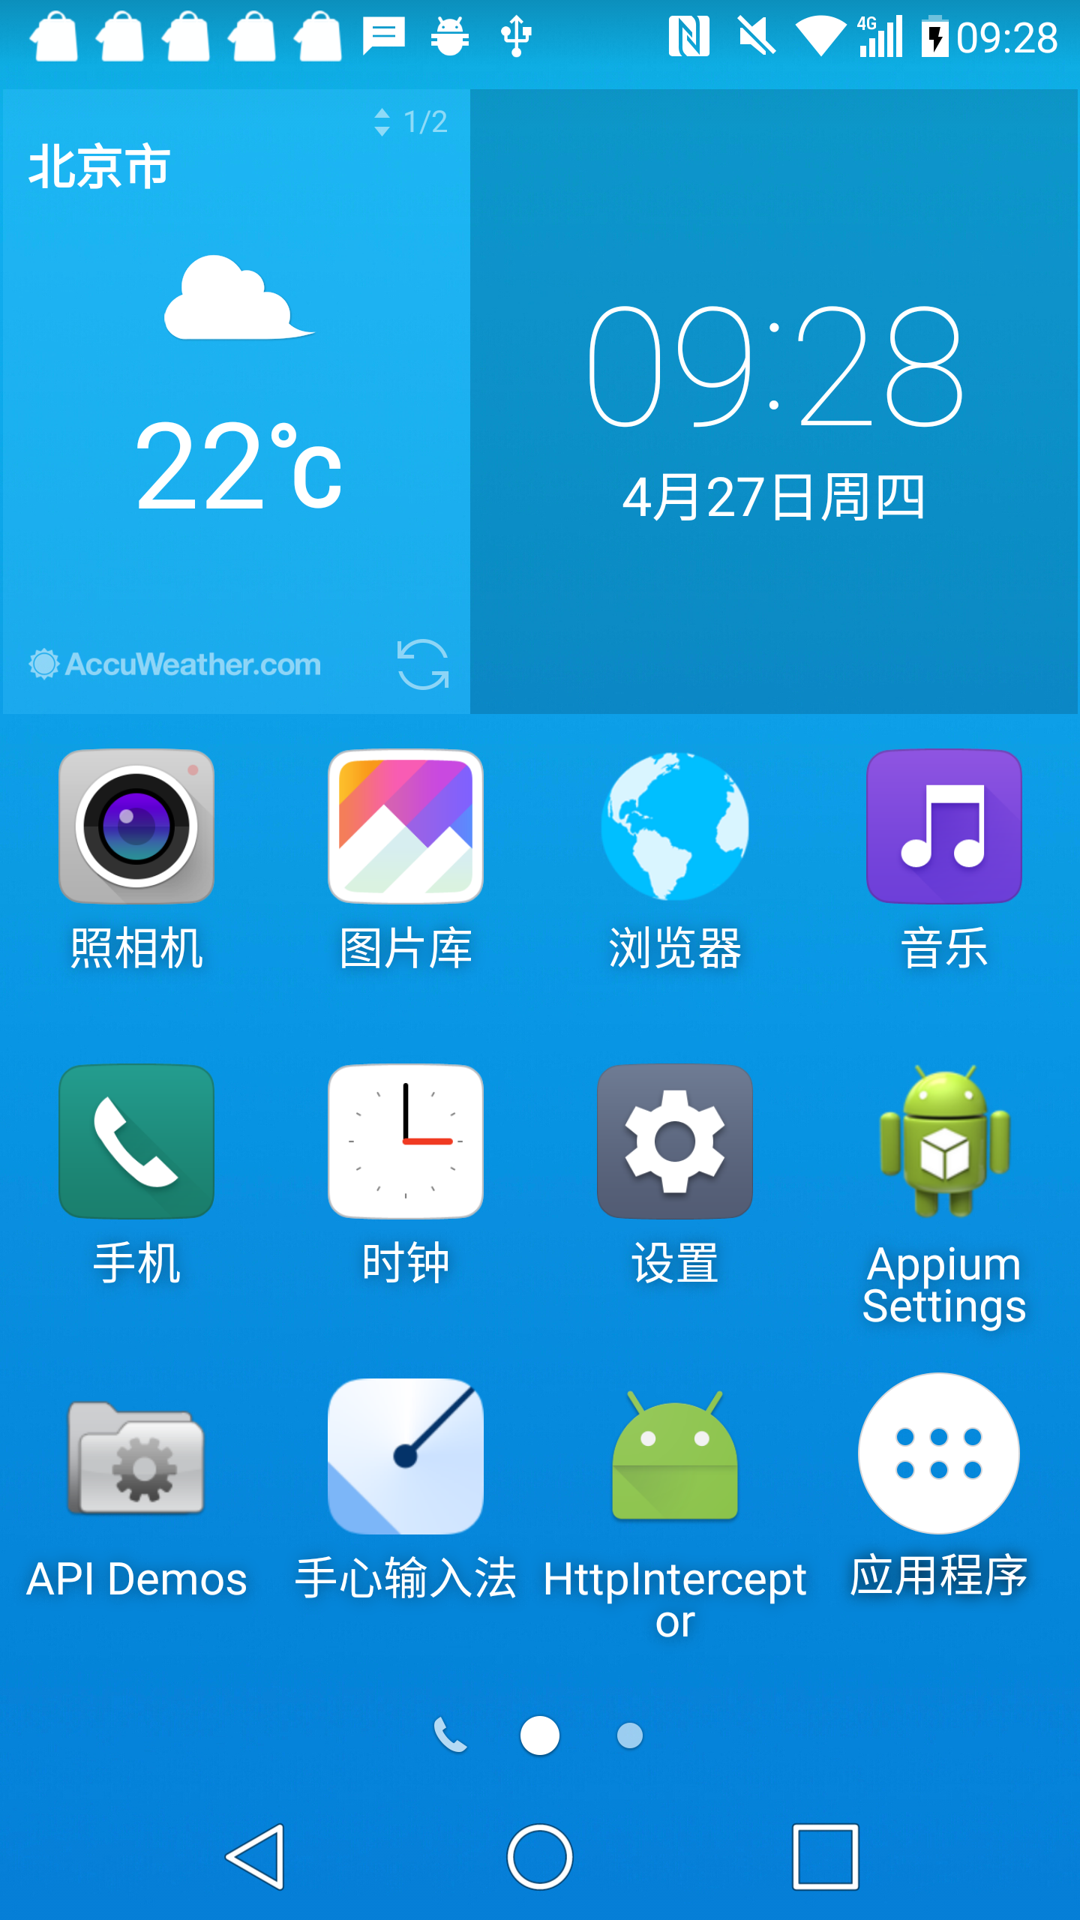 4G 09:28
1/2
北京市
09:28
22℃
4月27日周四
AccuWeather.com
照相机 图片库 浏览器 音乐
手机 时钟 设置 Appium
Settings
API Demos 手心输入法 HttpIntercept 应用程序
or